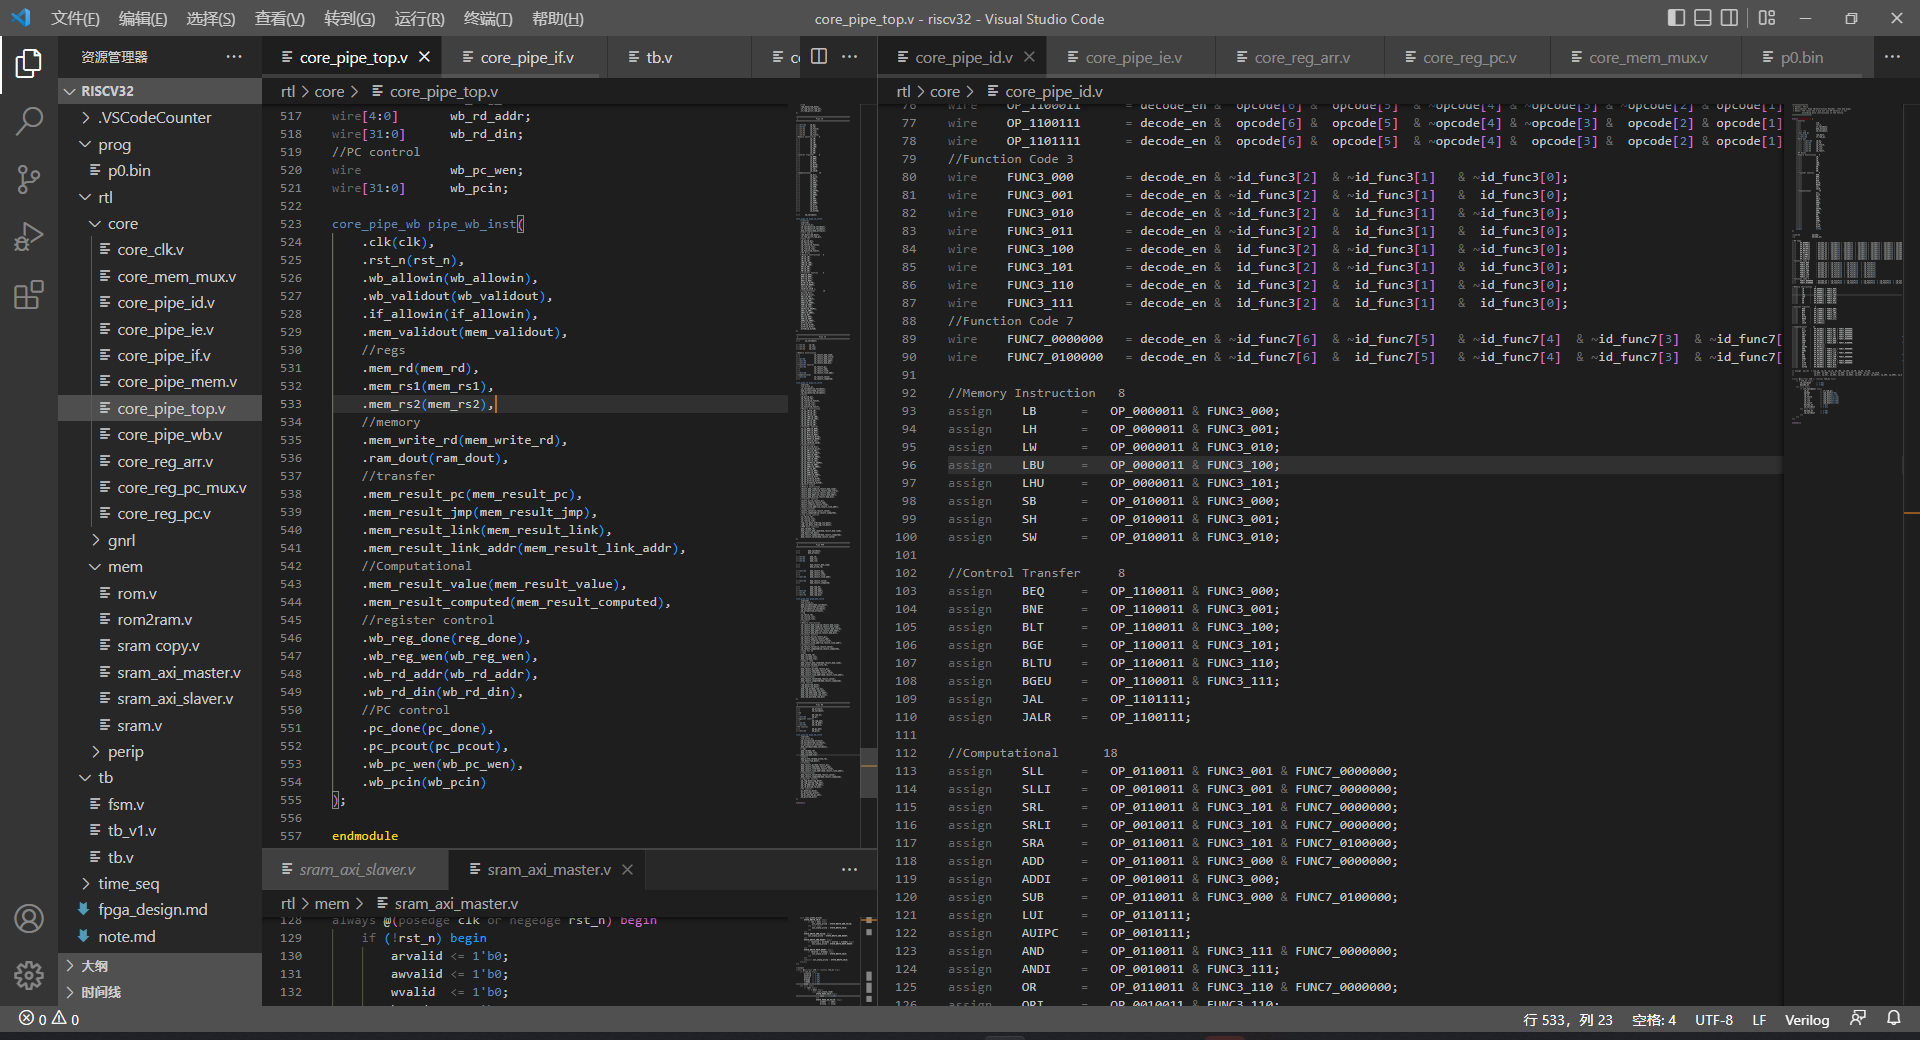 文件(F) 编辑(E) 选择(S) 查看(V) 转到(G) 运行(R) 终端(T) 帮助(H)
core_pipe_top.v - riscv32 - Visual Studio Code
资源管理器
RISCV32
.VSCodeCounter
prog
p0.bin
rtl
core
core_clk.v
core_mem_mux.v
core_pipe_id.v
core_pipe_ie.v
core_pipe_if.v
core_pipe_mem.v
core_pipe_top.v
core_pipe_wb.v
core_reg_arr.v
core_reg_pc_mux.v
core_reg_pc.v
gnrl
mem
rom.v
rom2ram.v
sram copy.v
sram_axi_master.v
sram_axi_slaver.v
sram.v
perip
tb
fsm.v
tb_v1.v
tb.v
time_seq
fpga_design.md
note.md
大纲
时间线
core_pipe_top.v core_pipe_if.v tb.v
rtl > core > core_pipe_top.v
517 wire[4:0] wb_rd_addr;
518 wire[31:0] wb_rd_din;
519 //PC control
520 wire wb_pc_wen;
521 wire[31:0] wb_pcin;
522
523 core_pipe_wb pipe_wb_inst(
524 .clk(clk),
525 .rst_n(rst_n),
526 .wb_allowin(wb_allowin),
527 .wb_validout(wb_validout),
528 .if_allowin(if_allowin),
529 .mem_validout(mem_validout),
530 //regs
531 .mem_rd(mem_rd),
532 .mem_rs1(mem_rs1),
533 .mem_rs2(mem_rs2),
534 //memory
535 .mem_write_rd(mem_write_rd),
536 .ram_dout(ram_dout),
537 //transfer
538 .mem_result_pc(mem_result_pc),
539 .mem_result_jmp(mem_result_jmp),
540 .mem_result_link(mem_result_link),
541 .mem_result_link_addr(mem_result_link_addr),
542 //Computational
543 .mem_result_value(mem_result_value),
544 .mem_result_computed(mem_result_computed),
545 //register control
546 .wb_reg_done(reg_done),
547 .wb_reg_wen(wb_reg_wen),
548 .wb_rd_addr(wb_rd_addr),
549 .wb_rd_din(wb_rd_din),
550 //PC control
551 .pc_done(pc_done),
552 .pc_pcout(pc_pcout),
553 .wb_pc_wen(wb_pc_wen),
554 .wb_pcin(wb_pcin)
555 );
556
557 endmodule
sram_axi_slaver.v sram_axi_master.v
rtl > mem > sram_axi_master.v
128 always @(posedge clk or negedge rst_n) begin
129 if (!rst_n) begin
130 arvalid <= 1'b0;
131 awvalid <= 1'b0;
132 wvalid <= 1'b0;
core_pipe_id.v core_pipe_ie.v core_reg_arr.v core_reg_pc.v core_mem_mux.v p0.bin
rtl > core > core_pipe_id.v
76 wire OP_1100011 = decode_en & opcode[6] & opcode[5] & ~opcode[4] & ~opcode[3] & ~opcode[2] & opcode[1]
77 wire OP_1100111 = decode_en & opcode[6] & opcode[5] & ~opcode[4] & ~opcode[3] & opcode[2] & opcode[1]
78 wire OP_1101111 = decode_en & opcode[6] & opcode[5] & ~opcode[4] & opcode[3] & opcode[2] & opcode[1]
79 //Function Code 3
80 wire FUNC3_000 = decode_en & ~id_func3[2] & ~id_func3[1] & ~id_func3[0];
81 wire FUNC3_001 = decode_en & ~id_func3[2] & ~id_func3[1] & id_func3[0];
82 wire FUNC3_010 = decode_en & ~id_func3[2] & id_func3[1] & ~id_func3[0];
83 wire FUNC3_011 = decode_en & ~id_func3[2] & id_func3[1] & id_func3[0];
84 wire FUNC3_100 = decode_en & id_func3[2] & ~id_func3[1] & ~id_func3[0];
85 wire FUNC3_101 = decode_en & id_func3[2] & ~id_func3[1] & id_func3[0];
86 wire FUNC3_110 = decode_en & id_func3[2] & id_func3[1] & ~id_func3[0];
87 wire FUNC3_111 = decode_en & id_func3[2] & id_func3[1] & id_func3[0];
88 //Function Code 7
89 wire FUNC7_0000000 = decode_en & ~id_func7[6] & ~id_func7[5] & ~id_func7[4] & ~id_func7[3] & ~id_func7[
90 wire FUNC7_0100000 = decode_en & ~id_func7[6] & id_func7[5] & ~id_func7[4] & ~id_func7[3] & ~id_func7[
91
92 //Memory Instruction 8
93 assign LB = OP_0000011 & FUNC3_000;
94 assign LH = OP_0000011 & FUNC3_001;
95 assign LW = OP_0000011 & FUNC3_010;
96 assign LBU = OP_0000011 & FUNC3_100;
97 assign LHU = OP_0000011 & FUNC3_101;
98 assign SB = OP_0100011 & FUNC3_000;
99 assign SH = OP_0100011 & FUNC3_001;
100 assign SW = OP_0100011 & FUNC3_010;
101
102 //Control Transfer 8
103 assign BEQ = OP_1100011 & FUNC3_000;
104 assign BNE = OP_1100011 & FUNC3_001;
105 assign BLT = OP_1100011 & FUNC3_100;
106 assign BGE = OP_1100011 & FUNC3_101;
107 assign BLTU = OP_1100011 & FUNC3_110;
108 assign BGEU = OP_1100011 & FUNC3_111;
109 assign JAL = OP_1101111;
110 assign JALR = OP_1100111;
111
112 //Computational 18
113 assign SLL = OP_0110011 & FUNC3_001 & FUNC7_0000000;
114 assign SLLI = OP_0010011 & FUNC3_001 & FUNC7_0000000;
115 assign SRL = OP_0110011 & FUNC3_101 & FUNC7_0000000;
116 assign SRLI = OP_0010011 & FUNC3_101 & FUNC7_0000000;
117 assign SRA = OP_0110011 & FUNC3_101 & FUNC7_0100000;
118 assign ADD = OP_0110011 & FUNC3_000 & FUNC7_0000000;
119 assign ADDI = OP_0010011 & FUNC3_000;
120 assign SUB = OP_0110011 & FUNC3_000 & FUNC7_0100000;
121 assign LUI = OP_0110111;
122 assign AUIPC = OP_0010111;
123 assign AND = OP_0110011 & FUNC3_111 & FUNC7_0000000;
124 assign ANDI = OP_0010011 & FUNC3_111;
125 assign OR = OP_0110011 & FUNC3_110 & FUNC7_0000000;
126 assign ORI = OP_0010011 & FUNC3_110;
0 0
行 533，列 23 空格: 4 UTF-8 LF Verilog